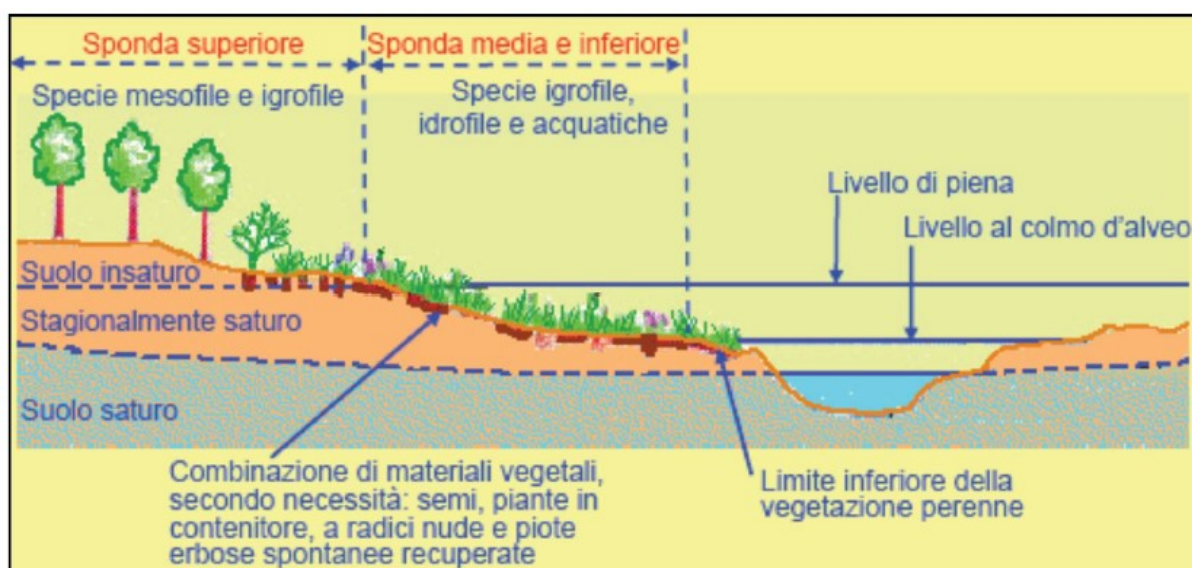 Sponda superiore
Sponda media e inferiore
Specie mesofile e igrofile
Specie igrofile,
idrofile e acquatiche
Livello di piena
Livello al colmo d'alveo
Suolo insaturo
Stagionalmente saturo
Suolo saturo
Combinazione di materiali vegetali,
secondo necessità: semi, piante in
contenitore, a radici nude e piote
erbose spontanee recuperate
Limite inferiore della
vegetazione perenne